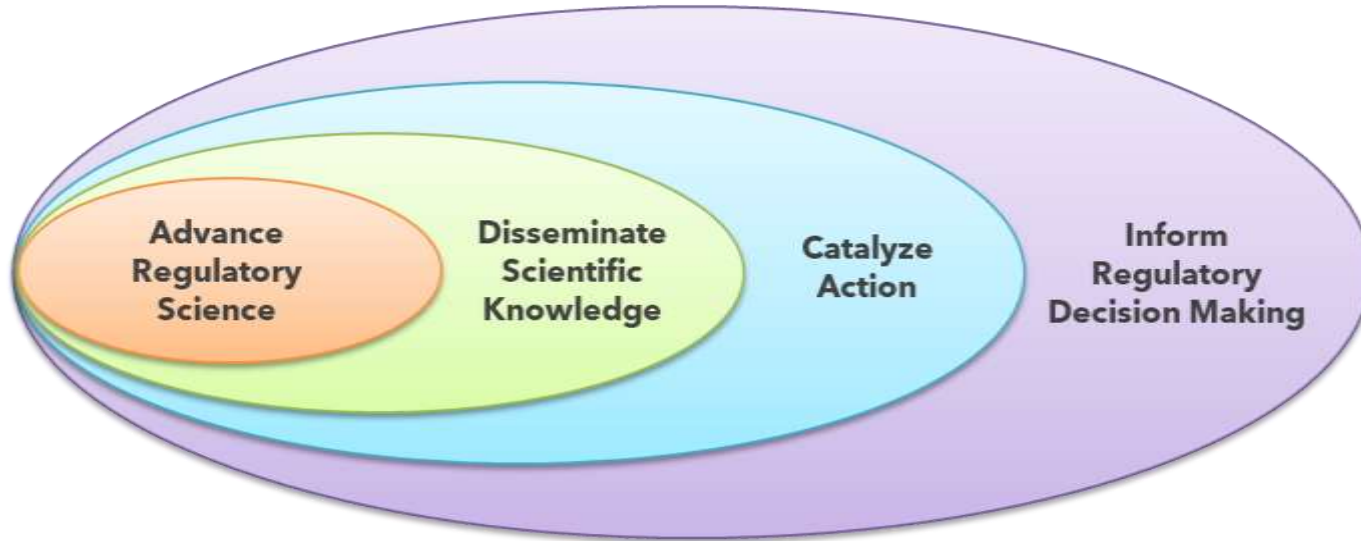 Advance
Regulatory
Science
Disseminate
Scientific
Knowledge
Catalyze
Action
Inform
Regulatory
Decision Making